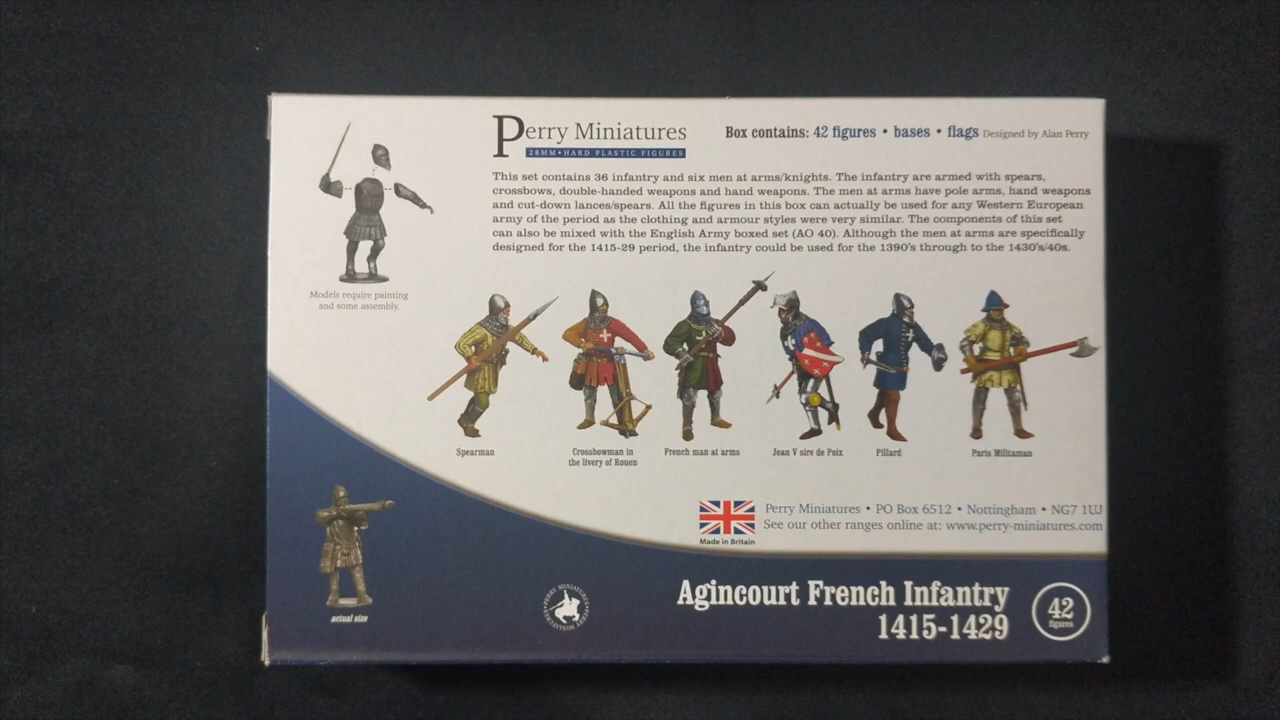 Perry Miniatures
28MM • HARD PLASTIC FIGURES
Box contains: 42 figures • bases • flags Designed by Alan Perry
This set contains 36 infantry and six men at arms/knights. The infantry are armed with spears,
crossbows, double-handed weapons and hand weapons. The men at arms have pole arms, hand weapons
and cut-down lances/spears. All the figures in this box can actually be used for any Western European
army of the period as the clothing and armour styles were very similar. The components of this set
can also be mixed with the English Army boxed set (AO 40). Although the men at arms are specifically
designed for the 1415-29 period, the infantry could be used for the 1390's through to the 1430's/40s.
Models require painting
and some assembly.
Spearman
Crossbowman in
the livery of Rouen
French man at arms
Jean V sire de Poix
Pillard
Paris Militaman
Perry Miniatures • PO Box 6512 • Nottingham • NG7 1UJ
See our other ranges online at: www.perry-miniatures.com
Made in Britain
actual size
PERRY MINIATURES • PERRY MINIATURES •
Agincourt French Infantry
1415-1429
42
figures